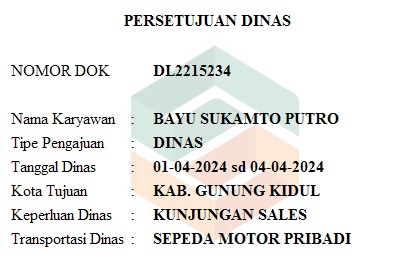 PERSETUJUAN DINAS
NOMOR DOK DL2215234
Nama Karyawan : BAYU SUKAMTO PUTRO
Tipe Pengajuan : DINAS
Tanggal Dinas : 01-04-2024 sd 04-04-2024
Kota Tujuan : KAB. GUNUNG KIDUL
Keperluan Dinas : KUNJUNGAN SALES
Transportasi Dinas : SEPEDA MOTOR PRIBADI